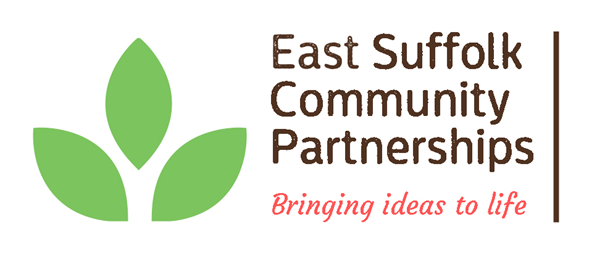 East Suffolk
Community
Partnerships
Bringing ideas to life